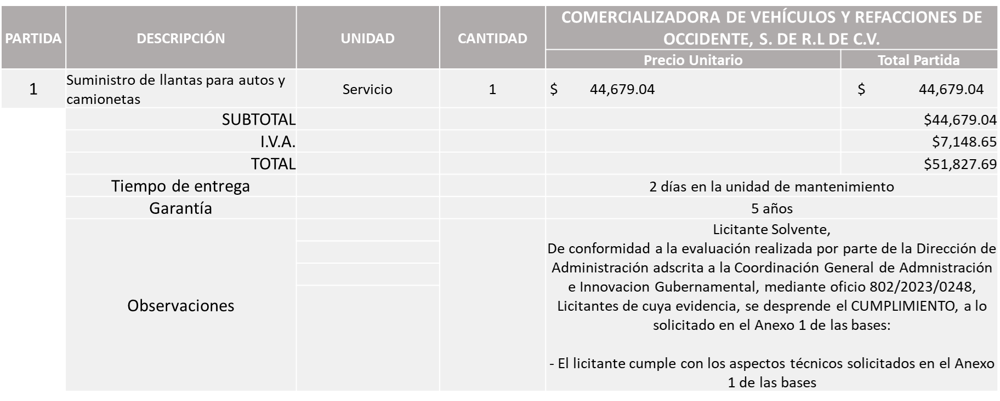 PARTIDA DESCRIPCIÓN UNIDAD CANTIDAD COMERCIALIZADORA DE VEHÍCULOS Y REFACCIONES DE
OCCIDENTE, S. DE R.L DE C.V.
Precio Unitario Total Partida
1 Suministro de llantas para autos y
camionetas Servicio 1 $ 44,679.04 $ 44,679.04
SUBTOTAL $44,679.04
I.V.A. $7,148.65
TOTAL $51,827.69
Tiempo de entrega 2 días en la unidad de mantenimiento
Garantía 5 años
Observaciones
Licitante Solvente,
De conformidad a la evaluación realizada por parte de la Dirección de
Administración adscrita a la Coordinación General de Admnistración
e Innovacion Gubernamental, mediante oficio 802/2023/0248,
Licitantes de cuya evidencia, se desprende el CUMPLIMIENTO, a lo
solicitado en el Anexo 1 de las bases:
- El licitante cumple con los aspectos técnicos solicitados en el Anexo
1 de las bases